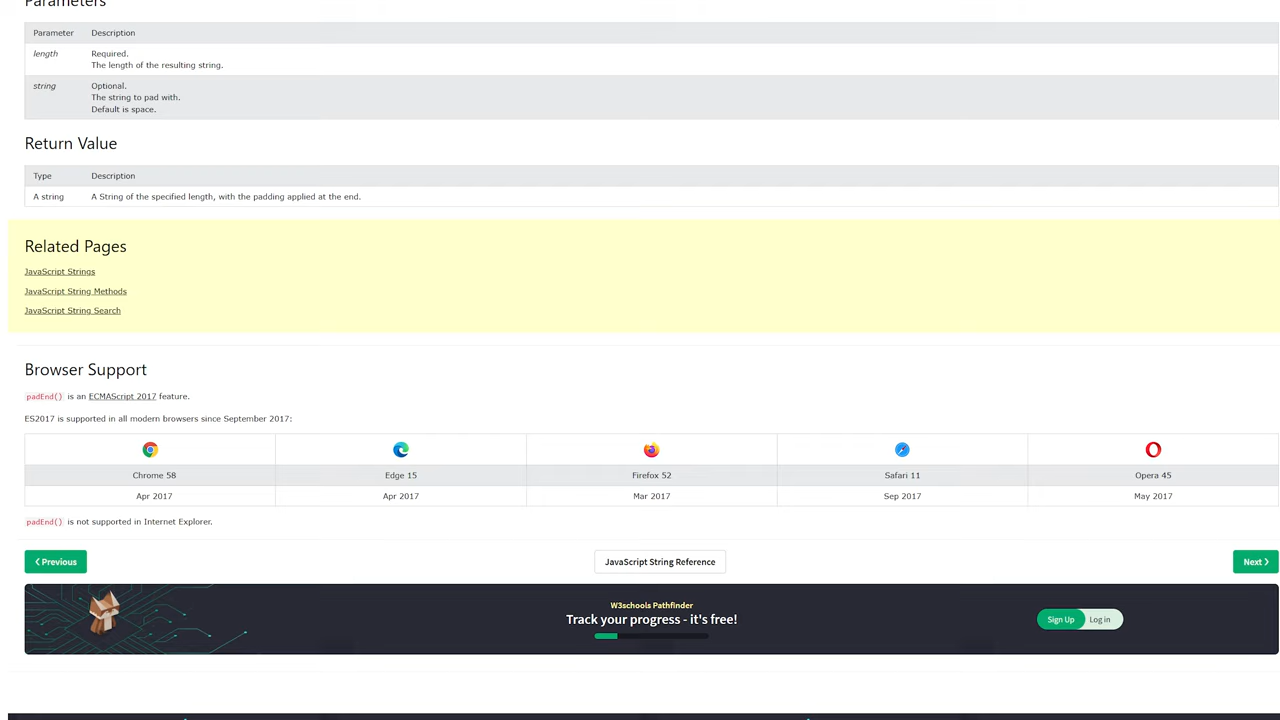 Parameters
Parameter Description
length Required.
The length of the resulting string.
string Optional.
The string to pad with.
Default is space.
Return Value
Type Description
A string A String of the specified length, with the padding applied at the end.
Related Pages
JavaScript Strings
JavaScript String Methods
JavaScript String Search
Browser Support
padEnd() is an ECMAScript 2017 feature.
ES2017 is supported in all modern browsers since September 2017:
Chrome 58 Edge 15 Firefox 52 Safari 11 Opera 45
Apr 2017 Apr 2017 Mar 2017 Sep 2017 May 2017
padEnd() is not supported in Internet Explorer.
❮ Previous JavaScript String Reference Next ❯
W3schools Pathfinder
Track your progress - it's free!
Sign Up Log in